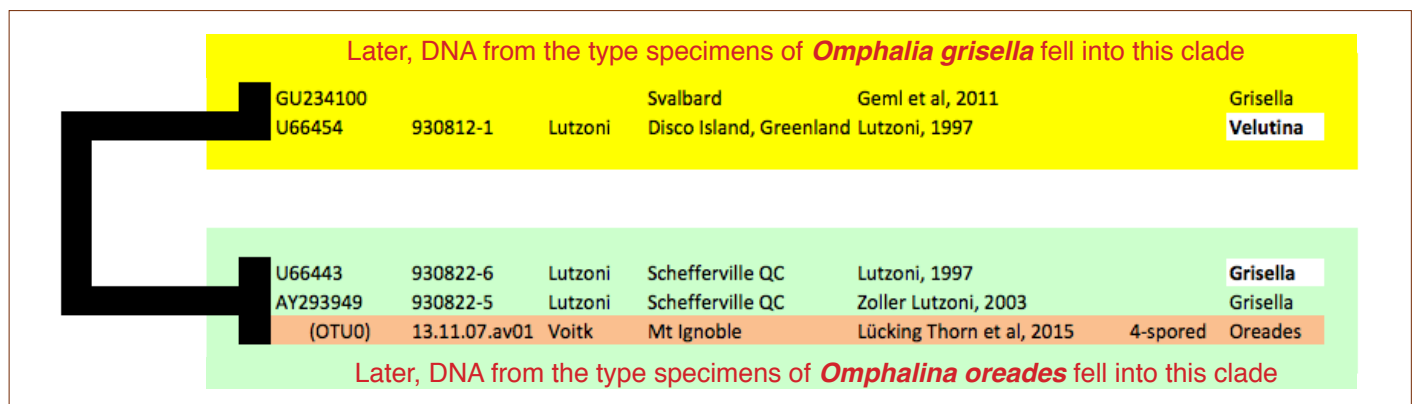 Later, DNA from the type specimens of Omphalia grisella fell into this clade
GU234100 Svalbard Geml et al, 2011 Grisella
U66454 930812-1 Lutzoni Disco Island, Greenland Lutzoni, 1997 Velutina
U66443 930822-6 Lutzoni Schefferville QC Lutzoni, 1997 Grisella
AY293949 930822-5 Lutzoni Schefferville QC Zoller Lutzoni, 2003 Grisella
(OTU0) 13.11.07.av01 Voitk Mt Ignoble Lücking Thorn et al, 2015 4-spored Oreades
Later, DNA from the type specimens of Omphalina oreades fell into this clade